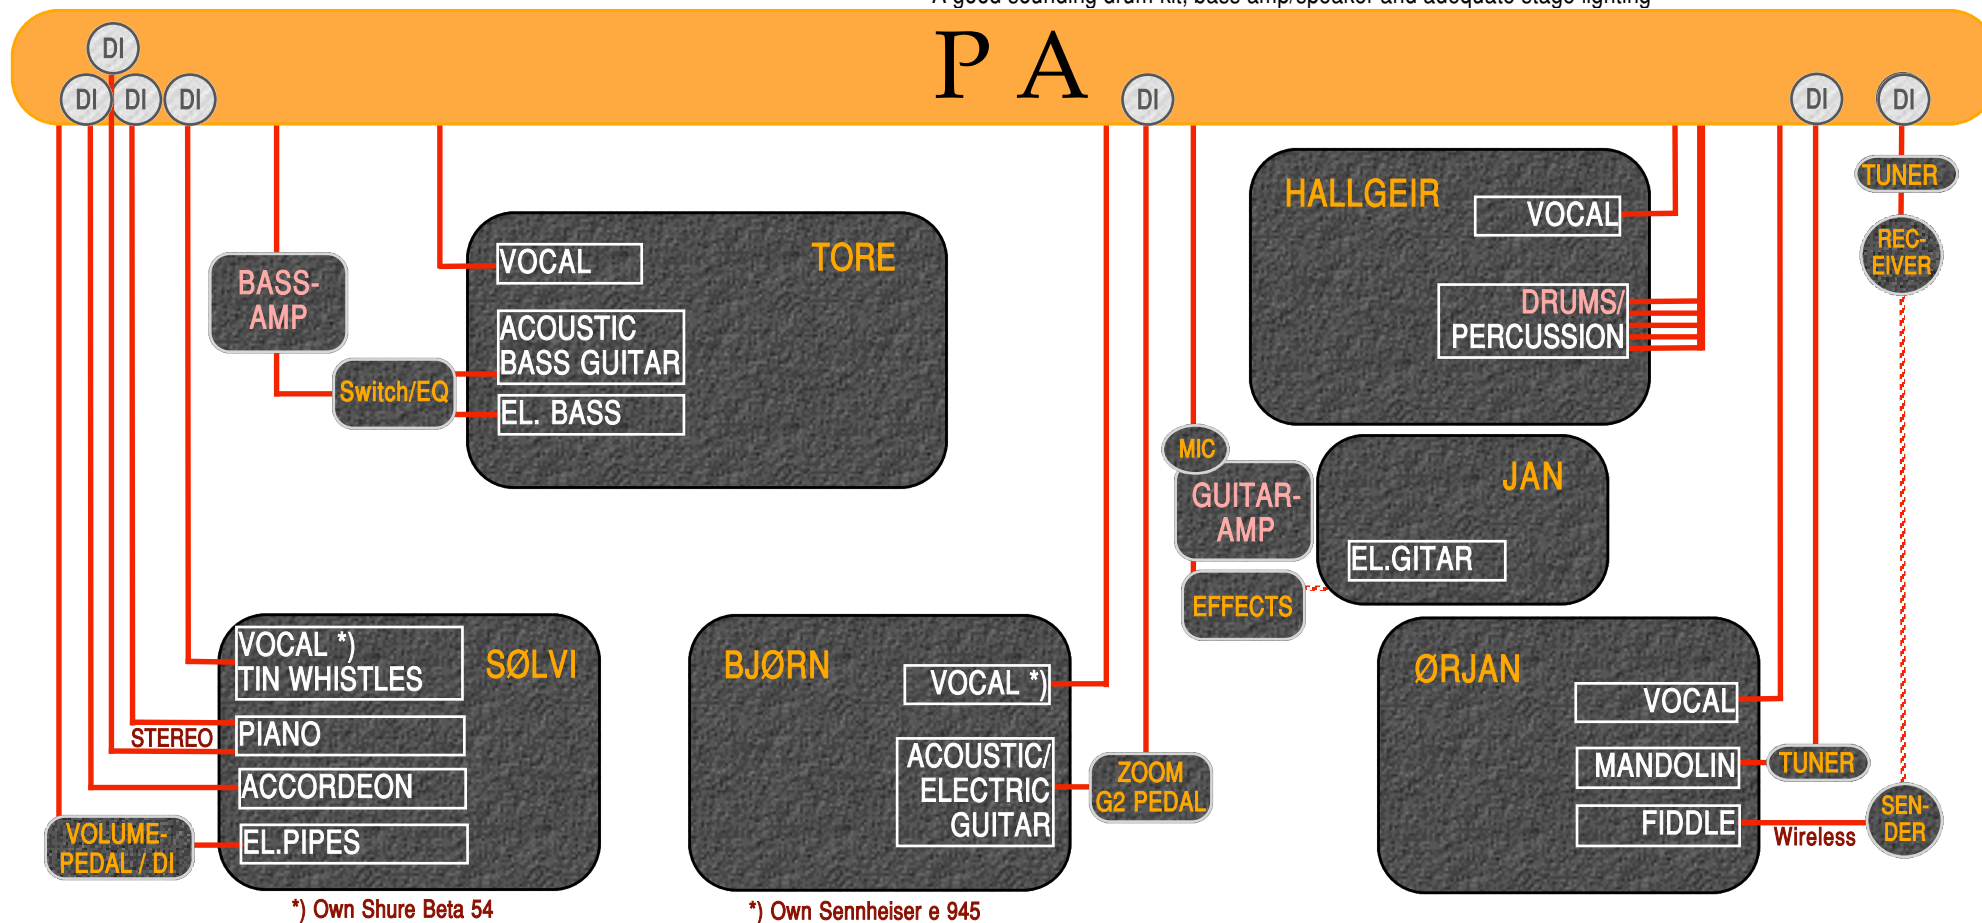 A good sounding drum kit, bass amp/speaker and adequate stage lighting
P A
DI
DI
DI
DI
DI
DI
DI
TUNER
REC-
EIVER
HALLGEIR
VOCAL
DRUMS/
PERCUSSION
TORE
VOCAL
ACOUSTIC
BASS GUITAR
EL. BASS
BASS-
AMP
Switch/EQ
MIC
GUITAR-
AMP
EFFECTS
JAN
EL.GITAR
SØLVI
VOCAL *)
TIN WHISTLES
STEREO
PIANO
ACCORDEON
EL.PIPES
VOLUME-
PEDAL / DI
*) Own Shure Beta 54
BJØRN
VOCAL *)
ACOUSTIC/
ELECTRIC
GUITAR
ZOOM
G2 PEDAL
*) Own Sennheiser e 945
ØRJAN
VOCAL
MANDOLIN
TUNER
FIDDLE
Wireless
SEN-
DER